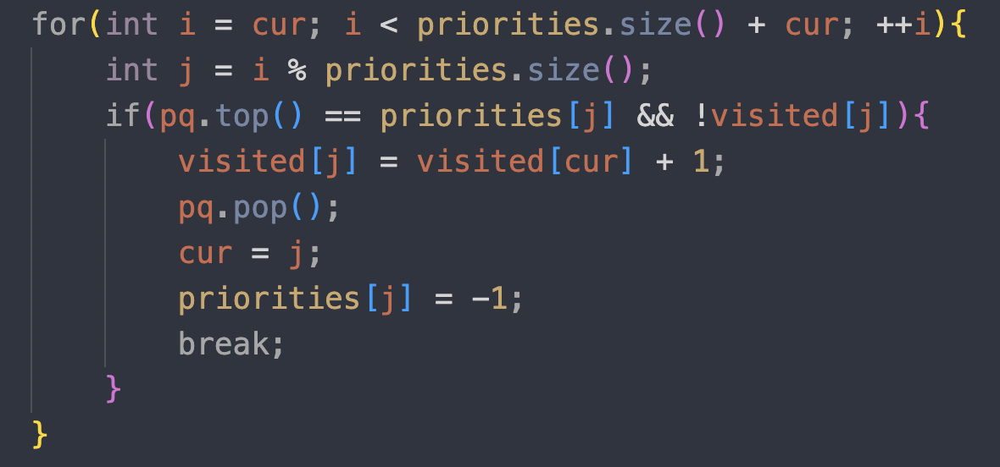 for(int i = cur; i < priorities.size() + cur; ++i){
    int j = i % priorities.size();
    if(pq.top() == priorities[j] && !visited[j]){
        visited[j] = visited[cur] + 1;
        pq.pop();
        cur = j;
        priorities[j] = -1;
        break;
    }
}